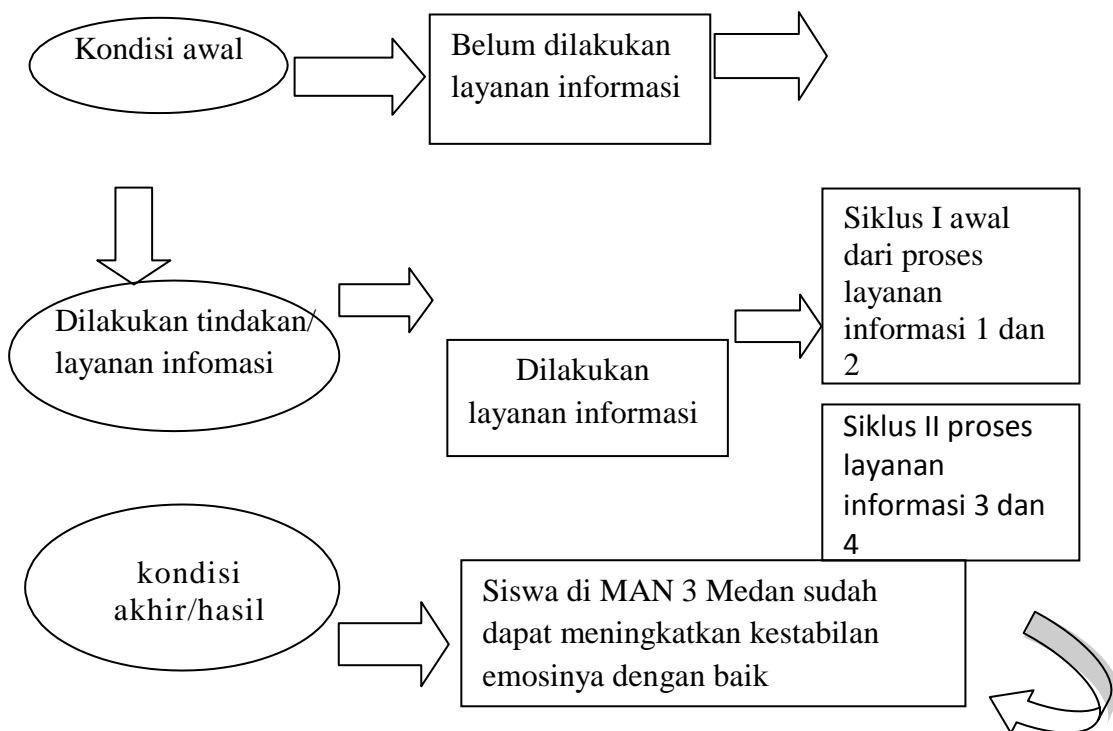 Kondisi awal
Belum dilakukan
layanan informasi
Siklus I awal
dari proses
layanan
informasi 1 dan
2
Dilakukan tindakan/
layanan infomasi
Dilakukan
layanan informasi
Siklus II proses
layanan
informasi 3 dan
4
kondisi
akhir/hasil
Siswa di MAN 3 Medan sudah
dapat meningkatkan kestabilan
emosinya dengan baik